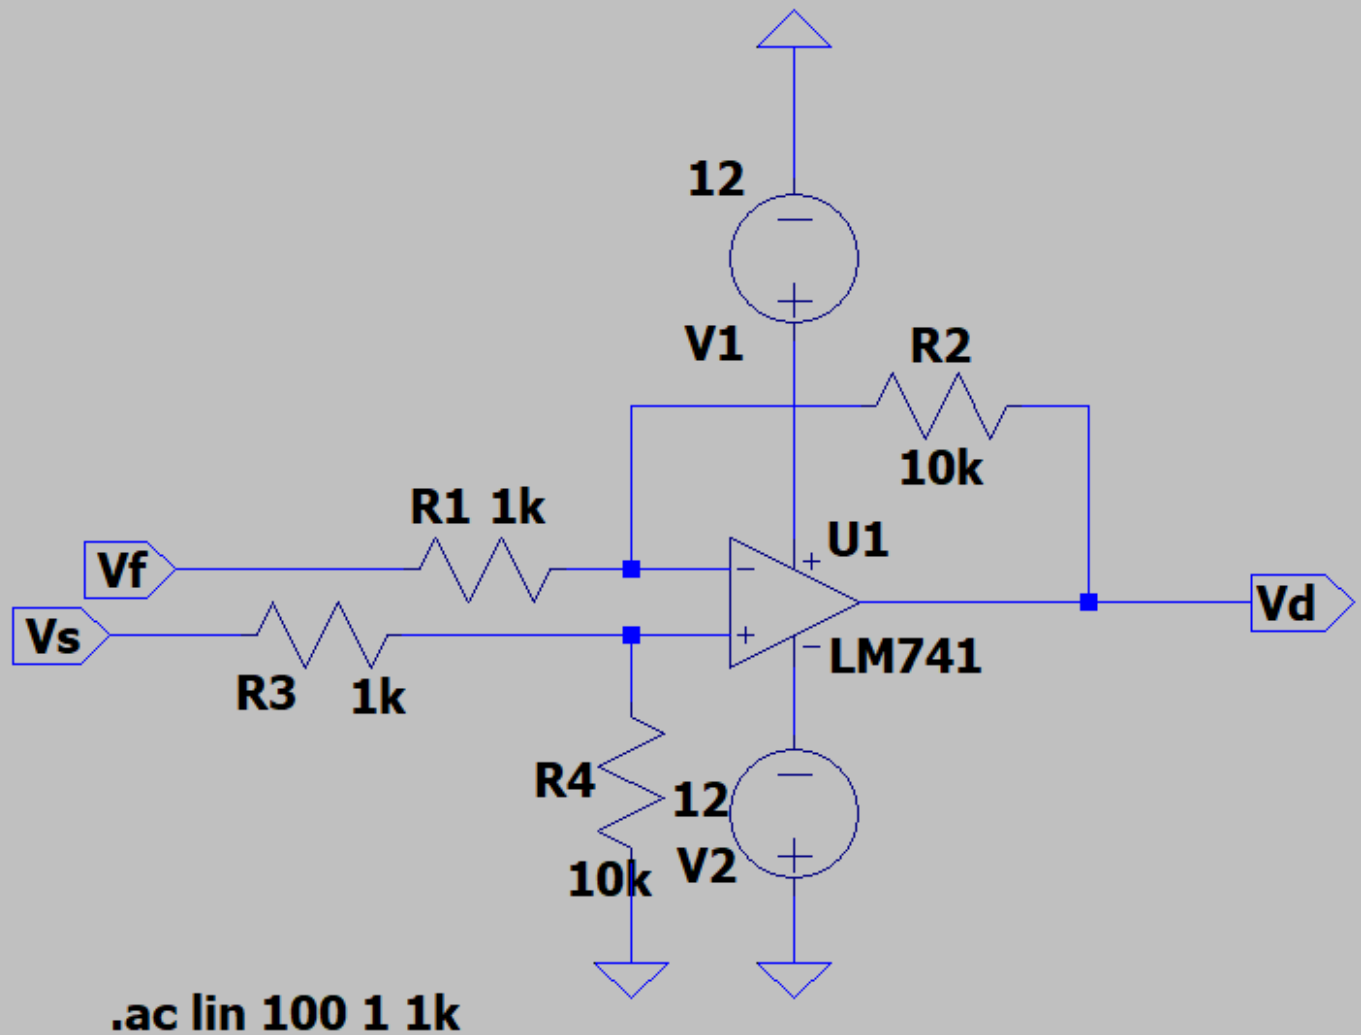 12
V1
R2
10k
R1 1k
+
U1
Vf
−
Vd
Vs
+
− LM741
R3
1k
R4
12
10k
V2
.ac lin 100 1 1k